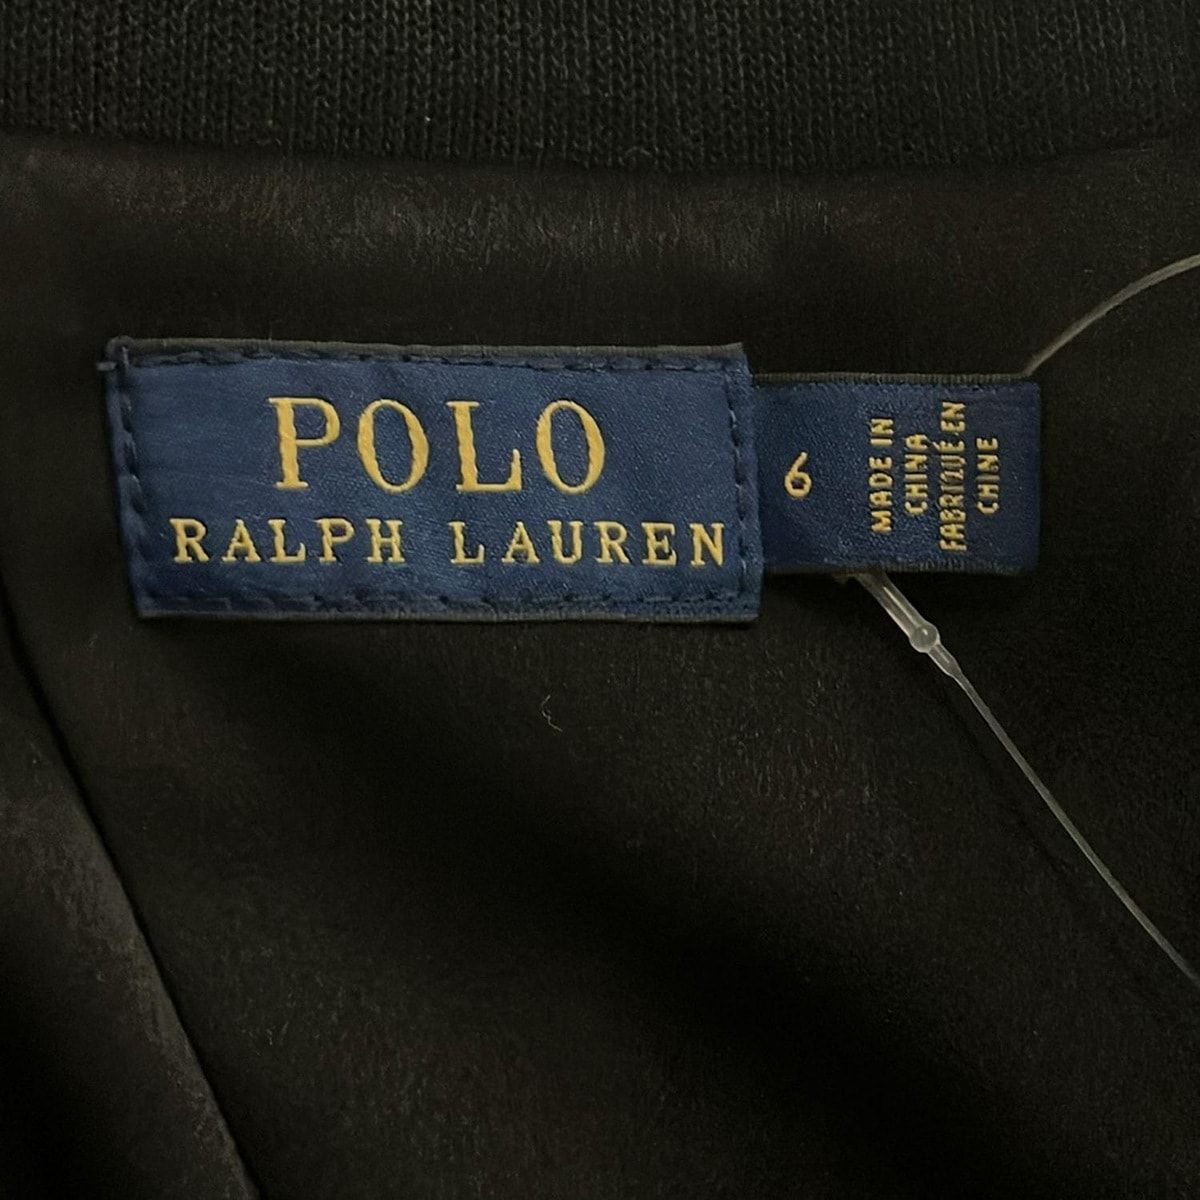 POLO
RALPH LAUREN
6
MADE IN
CHINA
FABRIQUÉ EN
CHINE